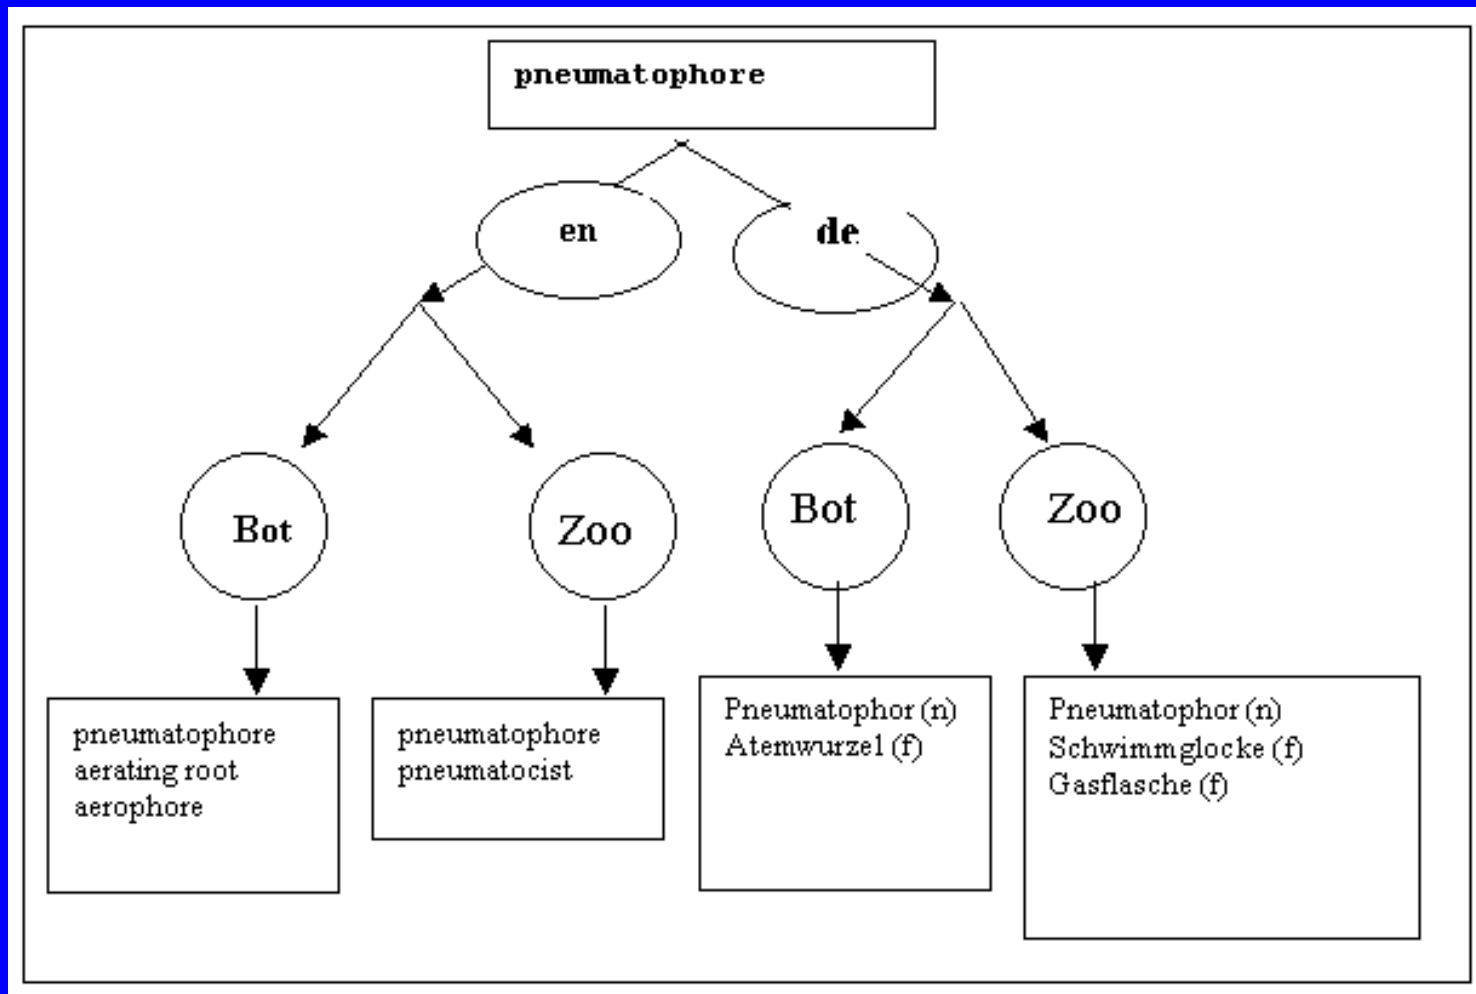 pneumatophore
en
de
Bot
Zoo
Bot
Zoo
pneumatophore
aerating root
aerophore
pneumatophore
pneumatocist
Pneumatophor (n)
Atemwurzel (f)
Pneumatophor (n)
Schwimmglocke (f)
Gasflasche (f)